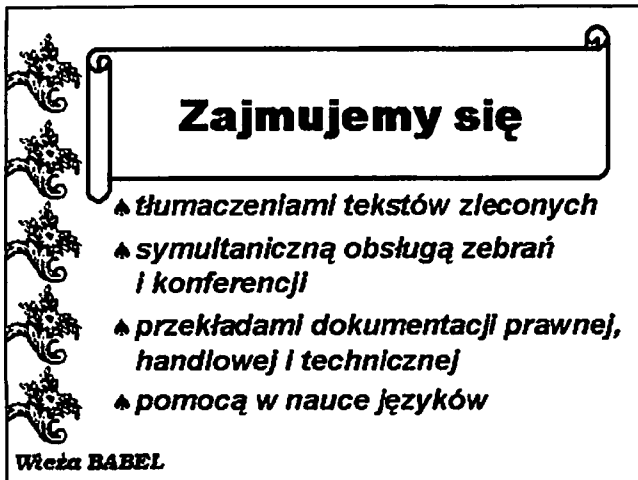 Zajmujemy się
tłumaczeniami tekstów zleconych
symultaniczną obsługą zebrań
i konferencji
przekładami dokumentacji prawnej,
handlowej i technicznej
pomocą w nauce języków
Wieża BABEL